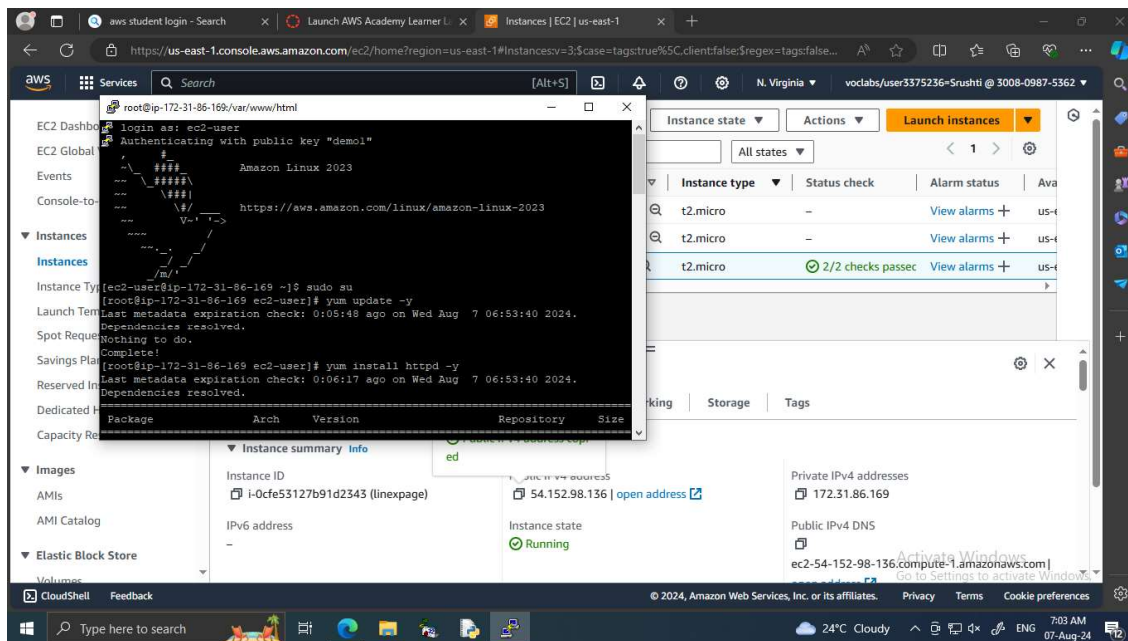 aws student login - Search
Launch AWS Academy Learner L
Instances | EC2 | us-east-1
https://us-east-1.console.aws.amazon.com/ec2/home?region=us-east-1#Instances:v=3;$case=tags:true%5C,client:false;$regex=tags:false...
aws
Services
Search
[Alt+S]
N. Virginia
voclabs/user3375236=Srushti @ 3008-0987-5362
root@ip-172-31-86-169:/var/www/html
login as: ec2-user
Authenticating with public key "demo1"
Amazon Linux 2023
https://aws.amazon.com/linux/amazon-linux-2023
[ec2-user@ip-172-31-86-169 ~]$ sudo su
[root@ip-172-31-86-169 ec2-user]# yum update -y
Last metadata expiration check: 0:05:48 ago on Wed Aug 7 06:53:40 2024.
Dependencies resolved.
Nothing to do.
Complete!
[root@ip-172-31-86-169 ec2-user]# yum install httpd -y
Last metadata expiration check: 0:06:17 ago on Wed Aug 7 06:53:40 2024.
Dependencies resolved.
Package Arch Version Repository Size
EC2 Dashbo
EC2 Global
Events
Console-to-
Instances
Instances
Instance Typ
Launch Tem
Spot Reque
Savings Pla
Reserved In
Dedicated H
Capacity Re
Images
AMIs
AMI Catalog
Elastic Block Store
Volumes
Instance state
Actions
Launch instances
All states
1
Instance type
Status check
Alarm status
Ava
t2.micro
–
View alarms +
us-e
t2.micro
–
View alarms +
us-e
t2.micro
2/2 checks passec
View alarms +
us-e
rking
Storage
Tags
Public IPv4 address copi
ed
Instance summary Info
Instance ID
i-0cfe53127b91d2343 (linexpage)
IPv6 address
–
54.152.98.136 | open address
Instance state
Running
Private IPv4 addresses
172.31.86.169
Public IPv4 DNS
ec2-54-152-98-136.compute-1.amazonaws.com |
Activate Windows
Go to Settings to activate Windows.
CloudShell
Feedback
© 2024, Amazon Web Services, Inc. or its affiliates.
Privacy
Terms
Cookie preferences
Type here to search
24°C Cloudy
ENG
7:03 AM
07-Aug-24